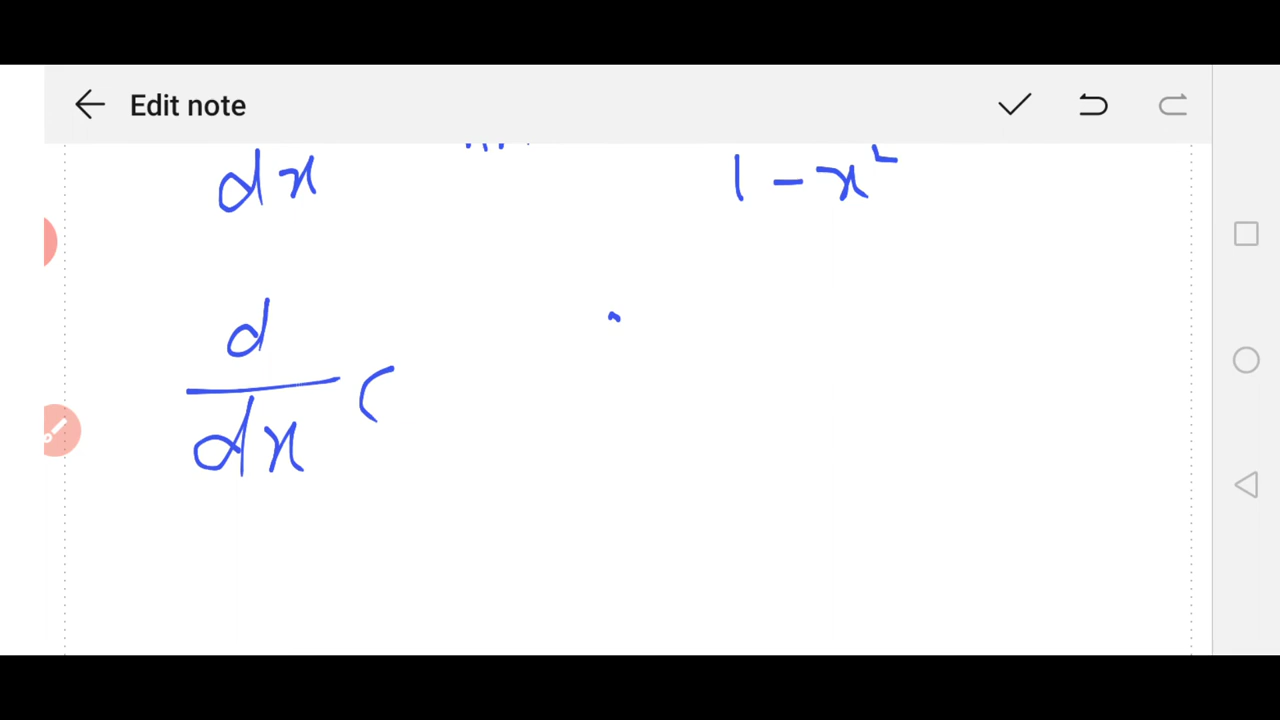 Edit note
dx 1 - x²
d
dx (